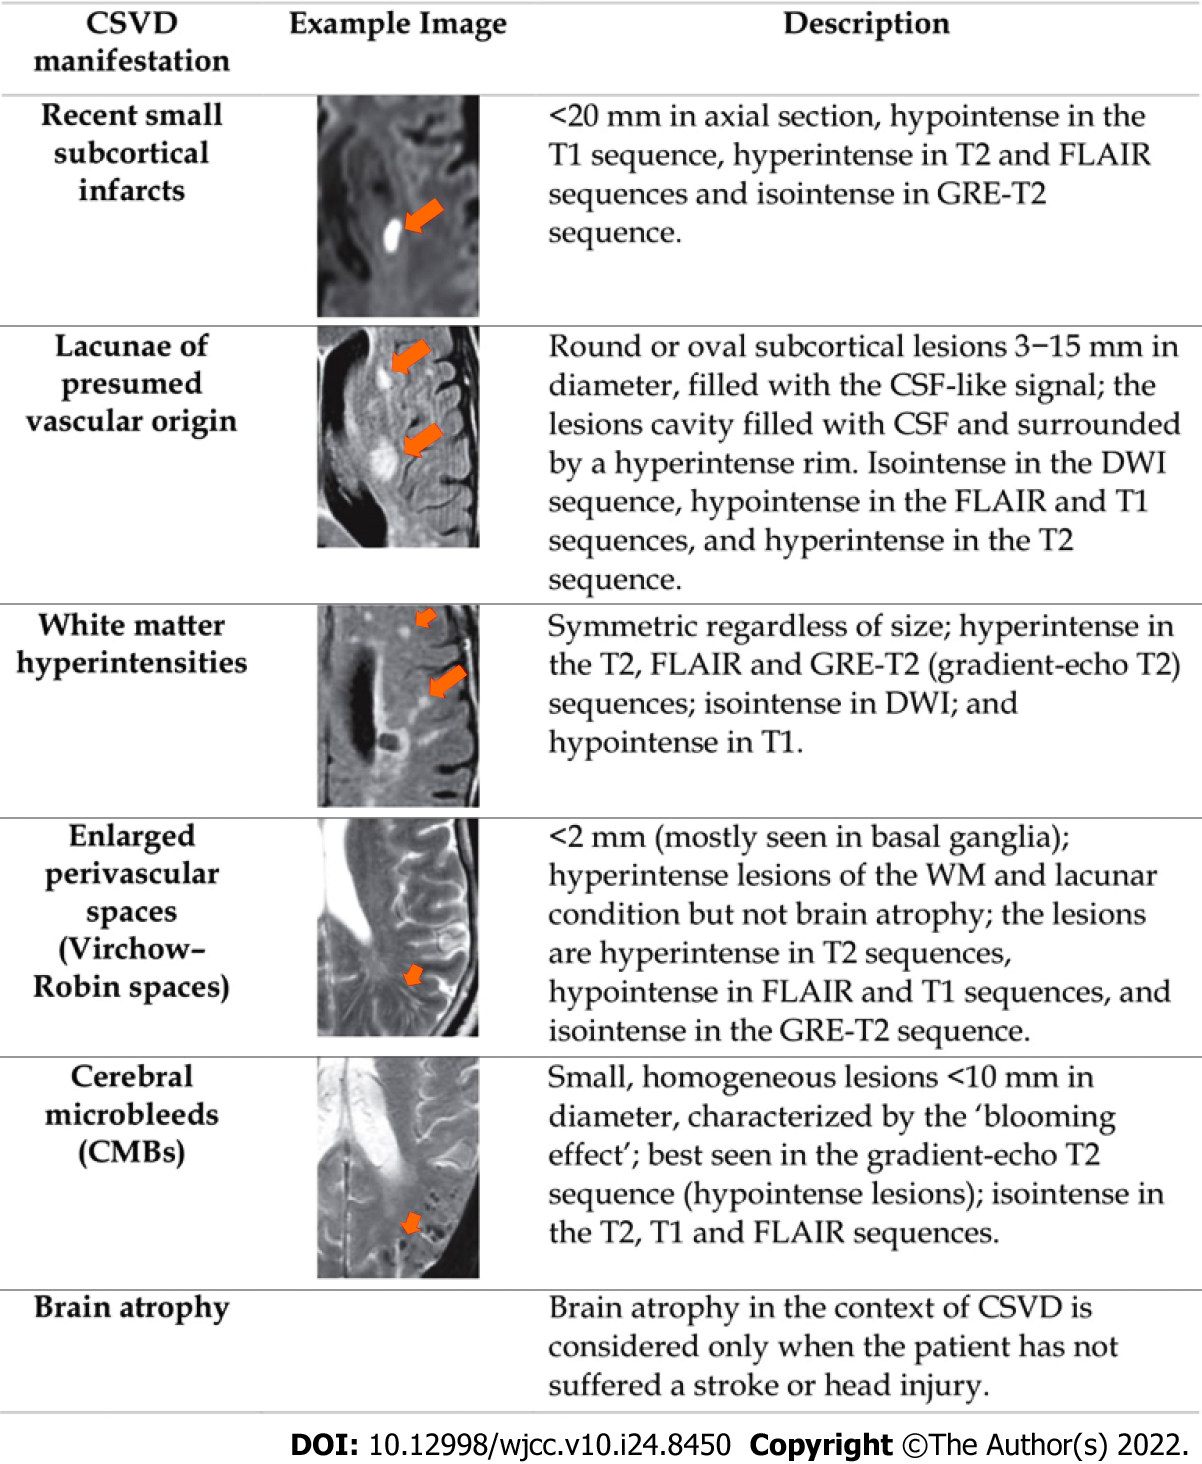 CSVD
manifestation
Example Image
Description
Recent small
subcortical
infarcts
<20 mm in axial section, hypointense in the
T1 sequence, hyperintense in T2 and FLAIR
sequences and isointense in GRE-T2
sequence.
Lacunae of
presumed
vascular origin
Round or oval subcortical lesions 3−15 mm in
diameter, filled with the CSF-like signal; the
lesions cavity filled with CSF and surrounded
by a hyperintense rim. Isointense in the DWI
sequence, hypointense in the FLAIR and T1
sequences, and hyperintense in the T2
sequence.
White matter
hyperintensities
Symmetric regardless of size; hyperintense in
the T2, FLAIR and GRE-T2 (gradient-echo T2)
sequences; isointense in DWI; and
hypointense in T1.
Enlarged
perivascular
spaces
(Virchow–
Robin spaces)
<2 mm (mostly seen in basal ganglia);
hyperintense lesions of the WM and lacunar
condition but not brain atrophy; the lesions
are hyperintense in T2 sequences,
hypointense in FLAIR and T1 sequences, and
isointense in the GRE-T2 sequence.
Cerebral
microbleeds
(CMBs)
Small, homogeneous lesions <10 mm in
diameter, characterized by the ‘blooming
effect’; best seen in the gradient-echo T2
sequence (hypointense lesions); isointense in
the T2, T1 and FLAIR sequences.
Brain atrophy
Brain atrophy in the context of CSVD is
considered only when the patient has not
suffered a stroke or head injury.
DOI: 10.12998/wjcc.v10.i24.8450 Copyright ©The Author(s) 2022.